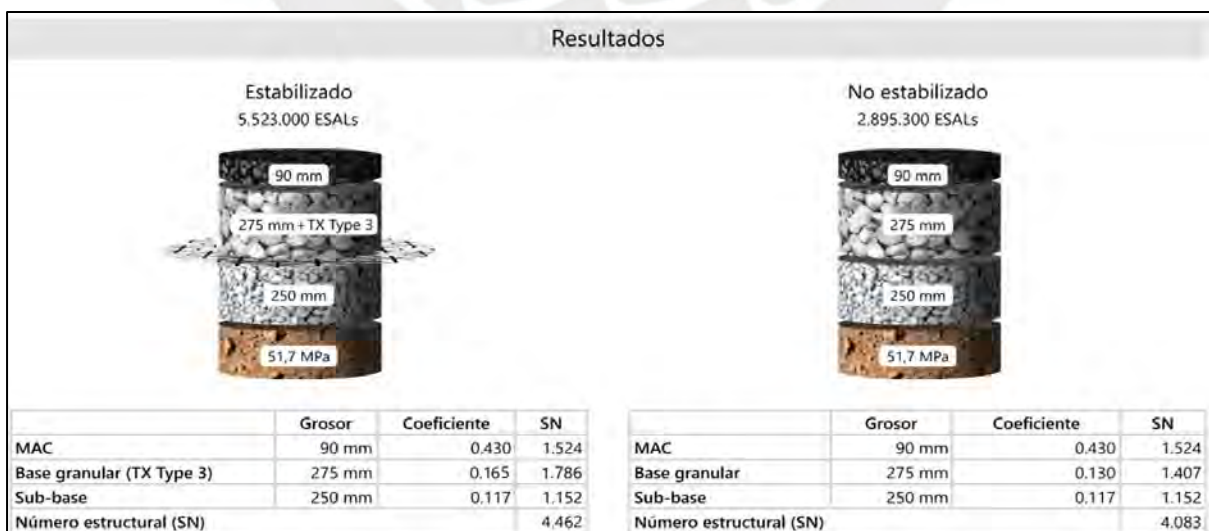 Resultados
Estabilizado
5.523.000 ESALs
90 mm
275 mm + TX Type 3
250 mm
51,7 MPa
Grosor Coeficiente SN
MAC 90 mm 0.430 1.524
Base granular (TX Type 3) 275 mm 0.165 1.786
Sub-base 250 mm 0.117 1.152
Número estructural (SN) 4.462
No estabilizado
2.895.300 ESALs
90 mm
275 mm
250 mm
51,7 MPa
Grosor Coeficiente SN
MAC 90 mm 0.430 1.524
Base granular 275 mm 0.130 1.407
Sub-base 250 mm 0.117 1.152
Número estructural (SN) 4.083